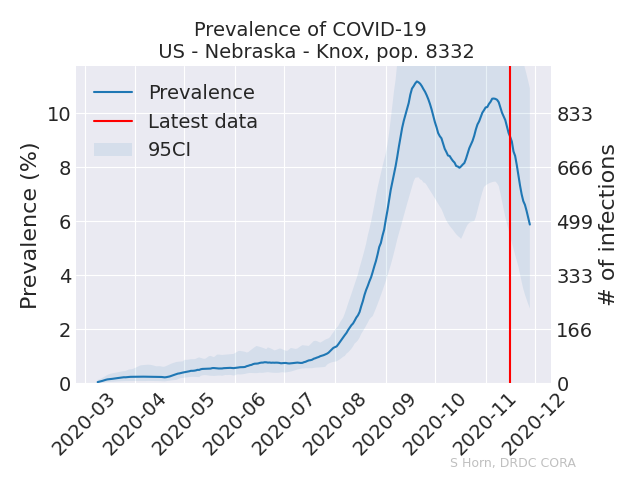 Prevalence of COVID-19
US - Nebraska - Knox, pop. 8332
Prevalence
Latest data
95CI
Prevalence (%)
10
8
6
4
2
0
833
666
499
333
166
0
# of infections
2020-03
2020-04
2020-05
2020-06
2020-07
2020-08
2020-09
2020-10
2020-11
2020-12
S Horn, DRDC CORA